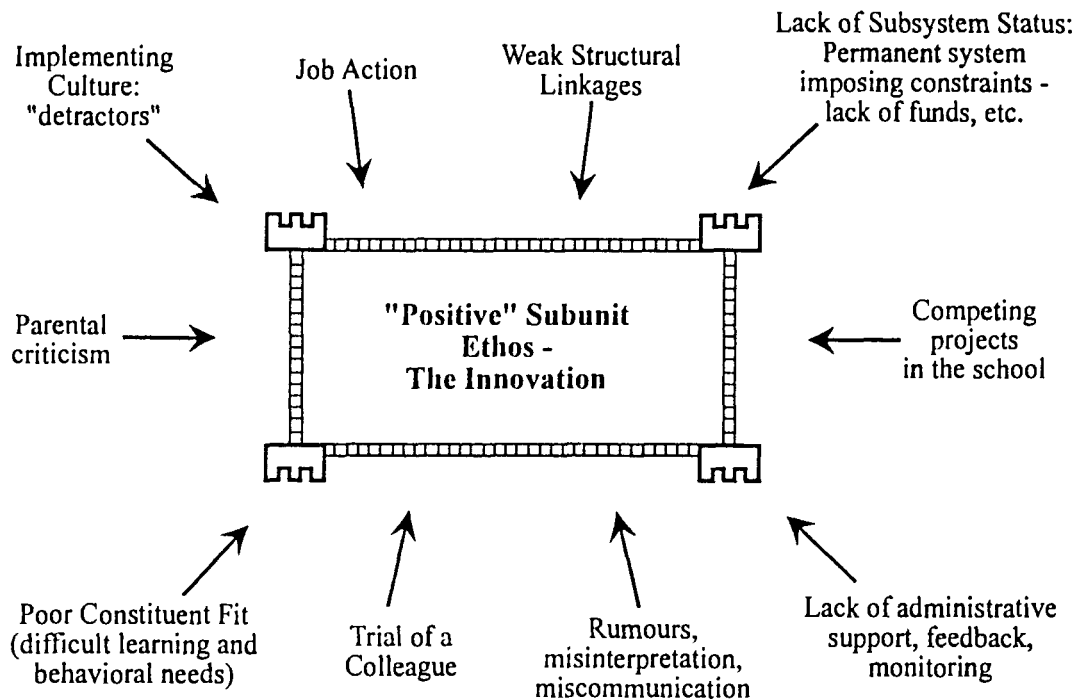 Implementing
Culture:
"detractors"
Job Action
Weak Structural
Linkages
Lack of Subsystem Status:
Permanent system
imposing constraints -
lack of funds, etc.
Parental
criticism
"Positive" Subunit
Ethos -
The Innovation
Competing
projects
in the school
Poor Constituent Fit
(difficult learning and
behavioral needs)
Trial of a
Colleague
Rumours,
misinterpretation,
miscommunication
Lack of administrative
support, feedback,
monitoring